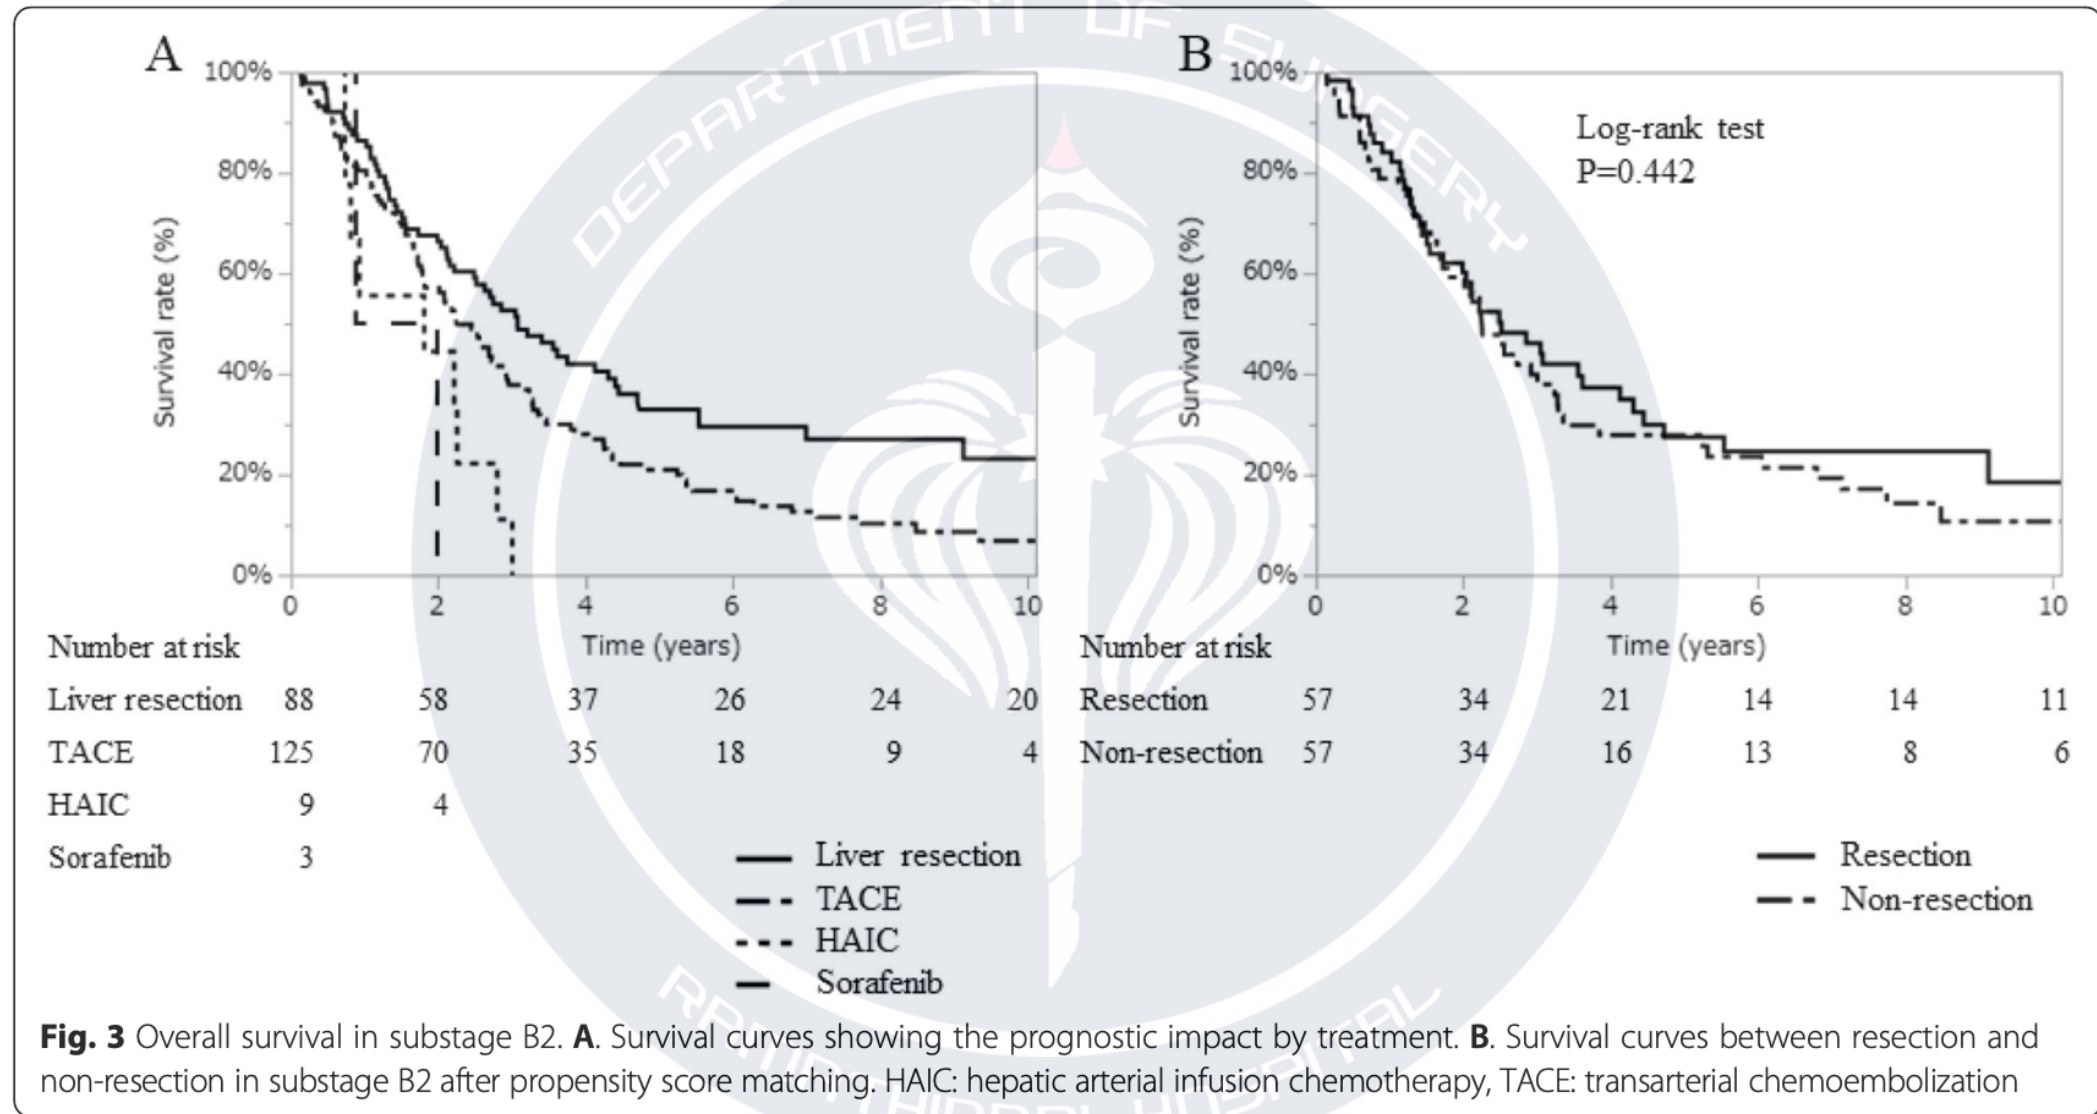 DEPARTMENT OF SURGERY
A
100%
80%
60%
40%
20%
0%
Survival rate (%)
0 2 4 6 8 10
Time (years)
Number at risk
Liver resection 88 58 37 26 24 20
TACE 125 70 35 18 9 4
HAIC 9 4
Sorafenib 3
Liver resection
TACE
HAIC
Sorafenib
B
100%
80%
60%
40%
20%
0%
Survival rate (%)
Log-rank test
P=0.442
0 2 4 6 8 10
Time (years)
Number at risk
Resection 57 34 21 14 14 11
Non-resection 57 34 16 13 8 6
Resection
Non-resection
Fig. 3 Overall survival in substage B2. A. Survival curves showing the prognostic impact by treatment. B. Survival curves between resection and
non-resection in substage B2 after propensity score matching. HAIC: hepatic arterial infusion chemotherapy, TACE: transarterial chemoembolization
HOSPITAL